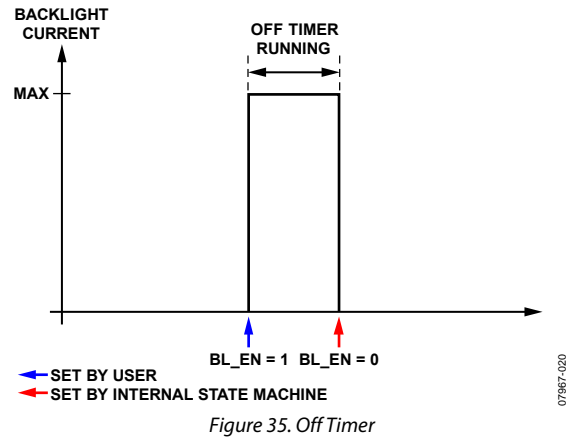 BACKLIGHT
CURRENT
OFF TIMER
RUNNING
MAX
BL_EN = 1 BL_EN = 0
SET BY USER
SET BY INTERNAL STATE MACHINE
07967-020
Figure 35. Off Timer